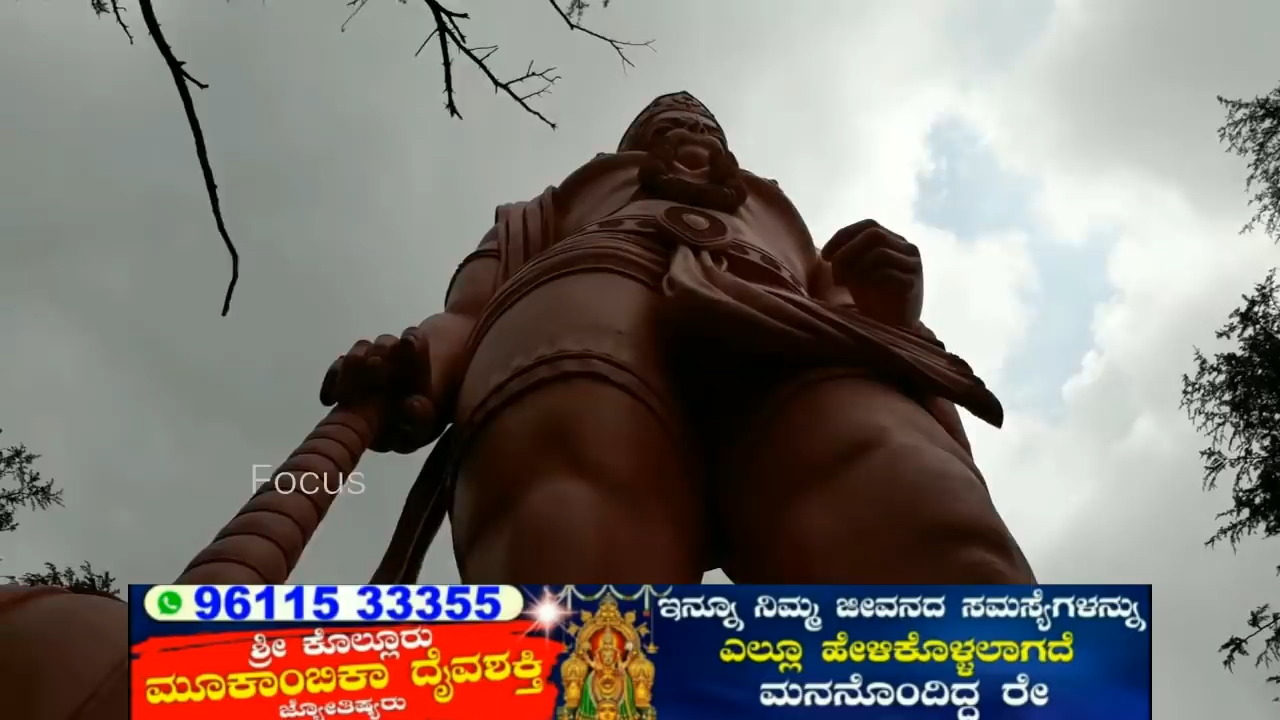 Focus
96115 33355
ಶ್ರೀ ಕೊಲ್ಲೂರು
ಮೂಕಾಂಬಿಕಾ ದೈವಶಕ್ತಿ
ಜ್ಯೋತಿಷ್ಯರು
ಇನ್ನೂ ನಿಮ್ಮ ಜೀವನದ ಸಮಸ್ಯೆಗಳನ್ನು
ಎಲ್ಲೂ ಹೇಳಿಕೊಳ್ಳಲಾಗದೆ
ಮನನೊಂದಿದ್ದ ರೇ